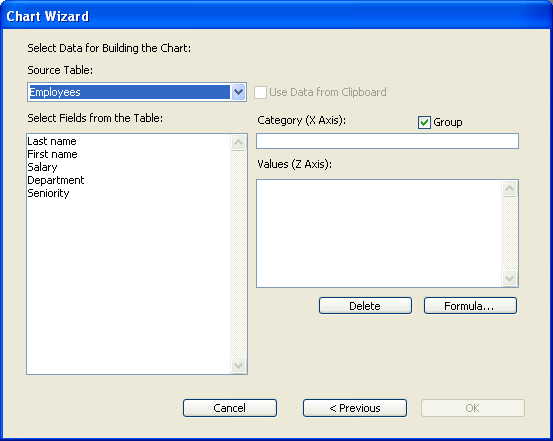 Chart Wizard
Select Data for Building the Chart:
Source Table:
Employees
Use Data from Clipboard
Select Fields from the Table:
Category (X Axis):
Group
Last name
First name
Salary
Department
Seniority
Values (Z Axis):
Delete
Formula...
Cancel
< Previous
OK